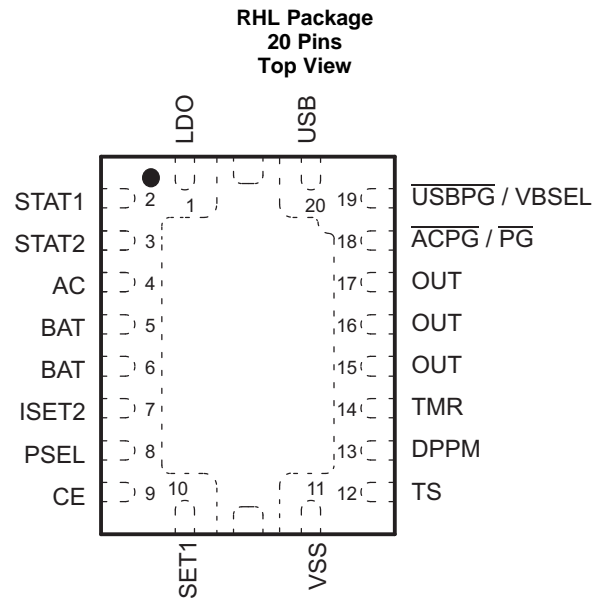 RHL Package
20 Pins
Top View
LDO
USB
STAT1 2 1 20 19 USBPG / VBSEL
STAT2 3 18 ACPG / PG
AC 4 17 OUT
BAT 5 16 OUT
BAT 6 15 OUT
ISET2 7 14 TMR
PSEL 8 13 DPPM
CE 9 10 11 12 TS
SET1
VSS